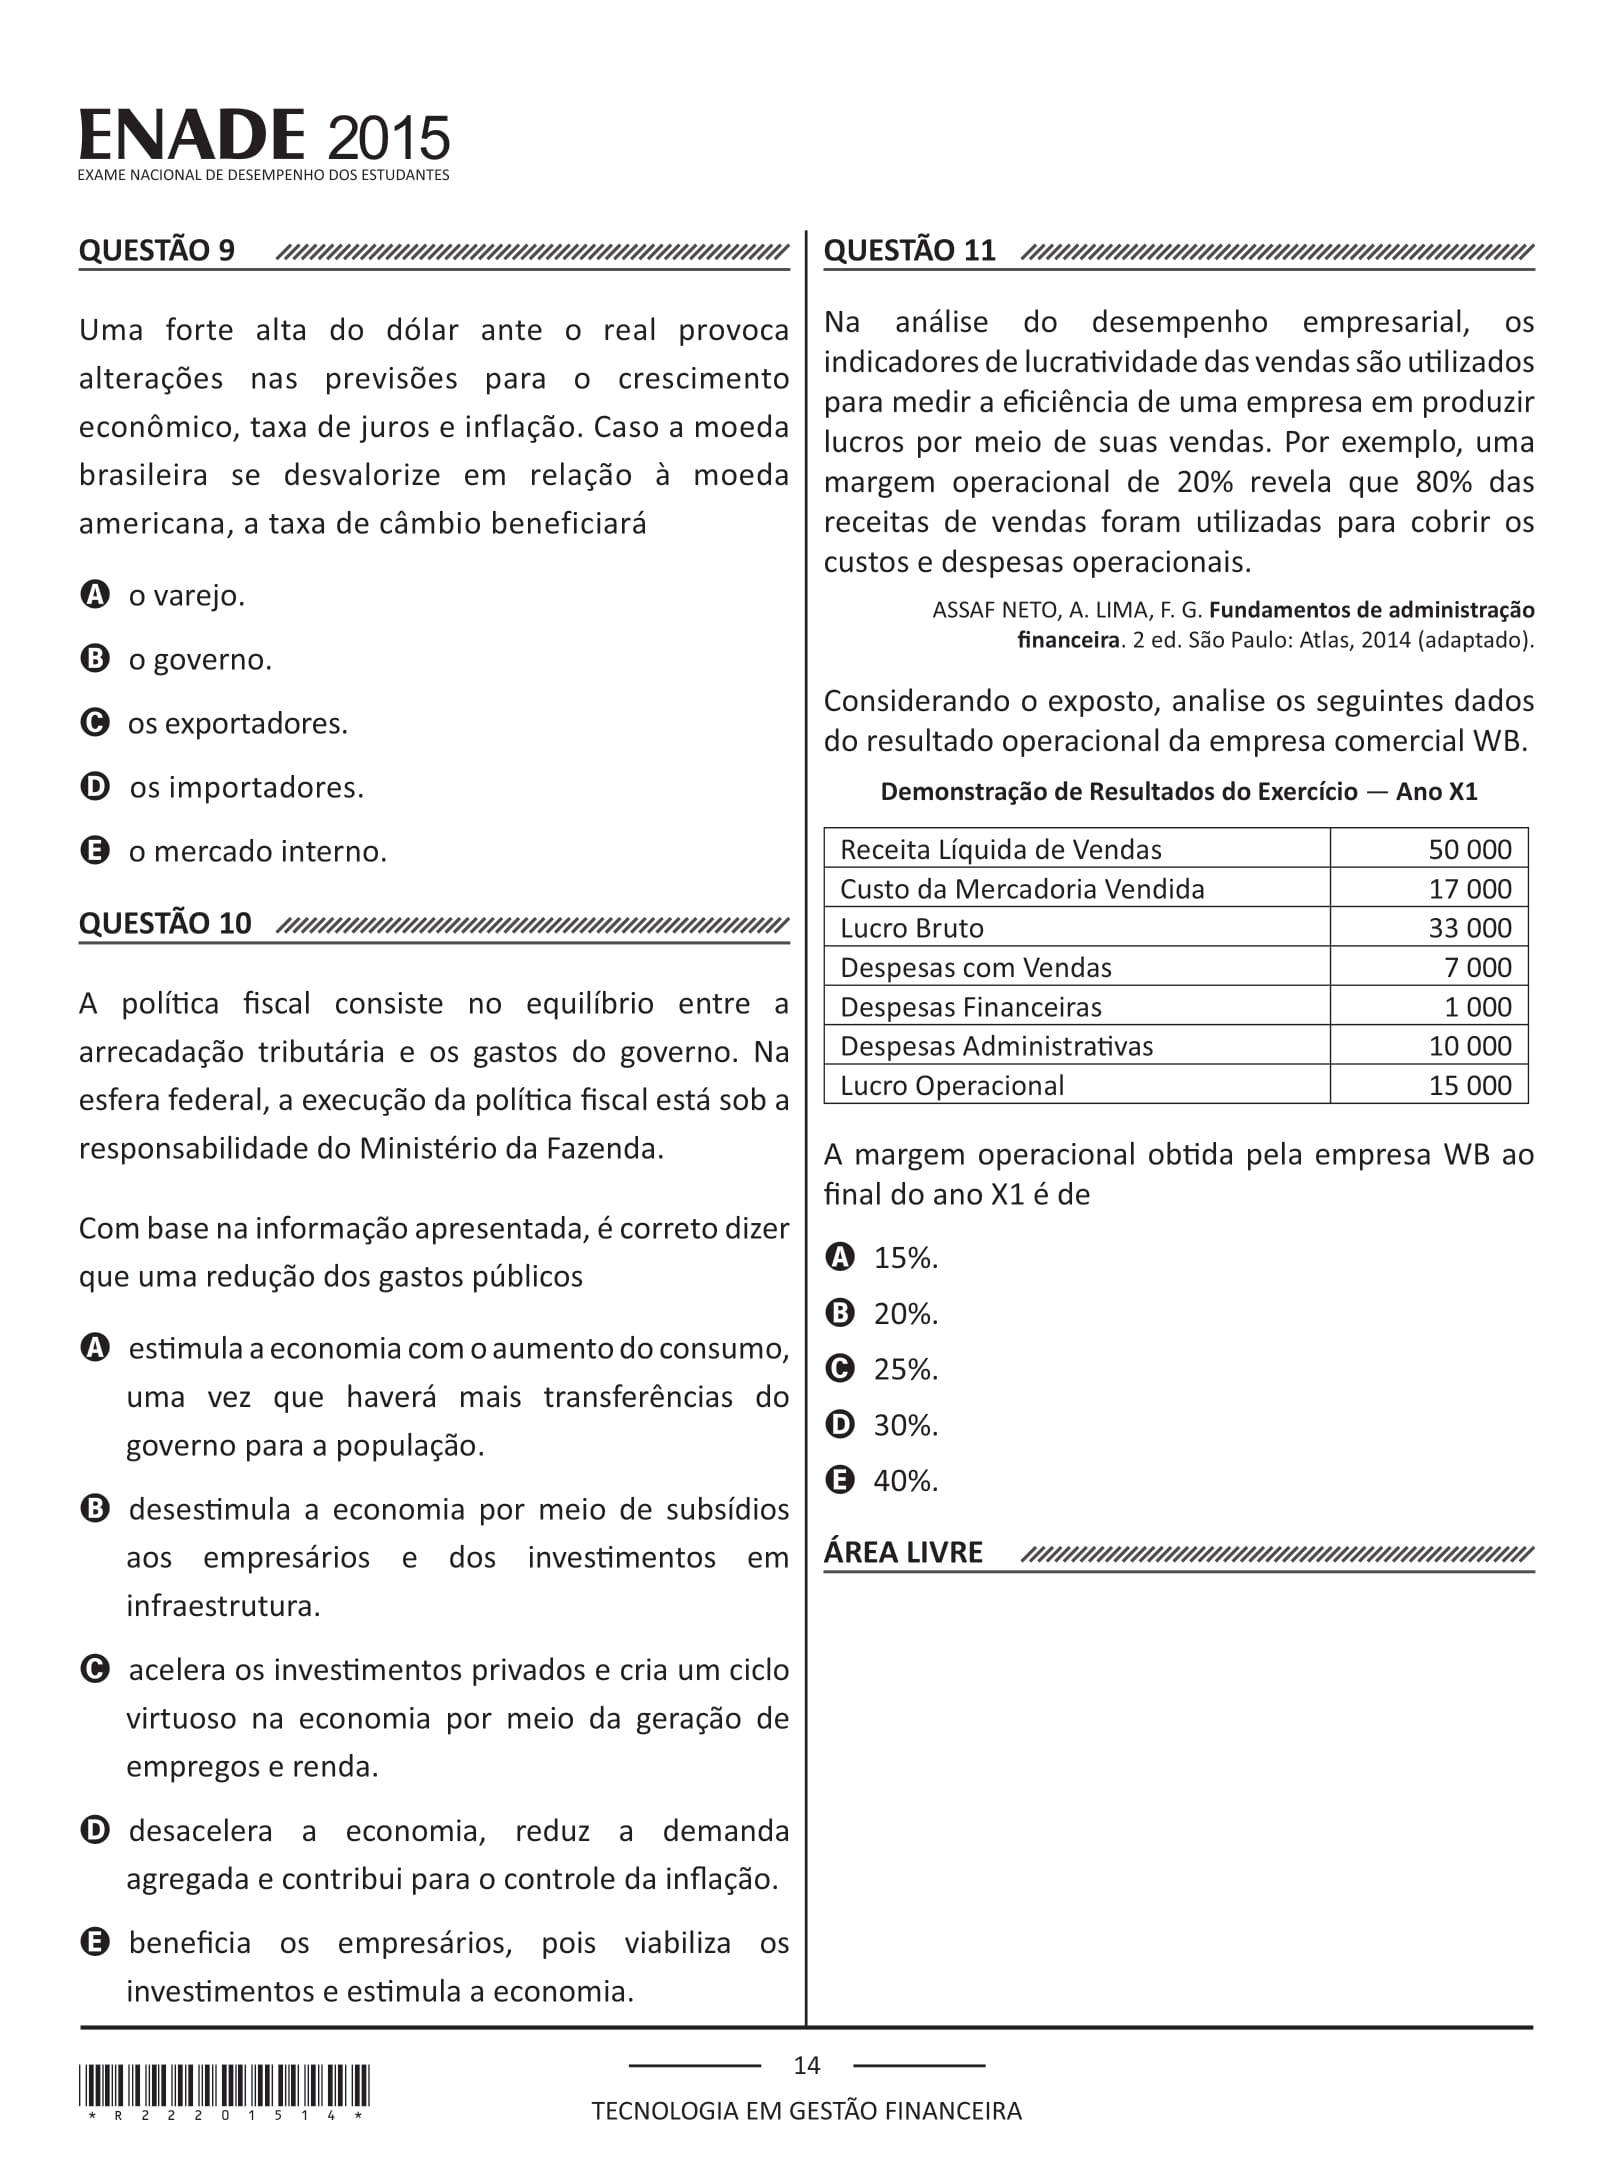 ENADE 2015
EXAME NACIONAL DE DESEMPENHO DOS ESTUDANTES
QUESTÃO 9
Uma forte alta do dólar ante o real provoca
alterações nas previsões para o crescimento
econômico, taxa de juros e inflação. Caso a moeda
brasileira se desvalorize em relação à moeda
americana, a taxa de câmbio beneficiará
A o varejo.
B o governo.
C os exportadores.
D os importadores.
E o mercado interno.
QUESTÃO 10
A política fiscal consiste no equilíbrio entre a
arrecadação tributária e os gastos do governo. Na
esfera federal, a execução da política fiscal está sob a
responsabilidade do Ministério da Fazenda.
Com base na informação apresentada, é correto dizer
que uma redução dos gastos públicos
A estimula a economia com o aumento do consumo,
uma vez que haverá mais transferências do
governo para a população.
B desestimula a economia por meio de subsídios
aos empresários e dos investimentos em
infraestrutura.
C acelera os investimentos privados e cria um ciclo
virtuoso na economia por meio da geração de
empregos e renda.
D desacelera a economia, reduz a demanda
agregada e contribui para o controle da inflação.
E beneficia os empresários, pois viabiliza os
investimentos e estimula a economia.
QUESTÃO 11
Na análise do desempenho empresarial, os
indicadores de lucratividade das vendas são utilizados
para medir a eficiência de uma empresa em produzir
lucros por meio de suas vendas. Por exemplo, uma
margem operacional de 20% revela que 80% das
receitas de vendas foram utilizadas para cobrir os
custos e despesas operacionais.
ASSAF NETO, A. LIMA, F. G. Fundamentos de administração
financeira. 2 ed. São Paulo: Atlas, 2014 (adaptado).
Considerando o exposto, analise os seguintes dados
do resultado operacional da empresa comercial WB.
Demonstração de Resultados do Exercício — Ano X1
Receita Líquida de Vendas 50 000
Custo da Mercadoria Vendida 17 000
Lucro Bruto 33 000
Despesas com Vendas 7 000
Despesas Financeiras 1 000
Despesas Administrativas 10 000
Lucro Operacional 15 000
A margem operacional obtida pela empresa WB ao
final do ano X1 é de
A 15%.
B 20%.
C 25%.
D 30%.
E 40%.
ÁREA LIVRE
*R22201514*
14
TECNOLOGIA EM GESTÃO FINANCEIRA